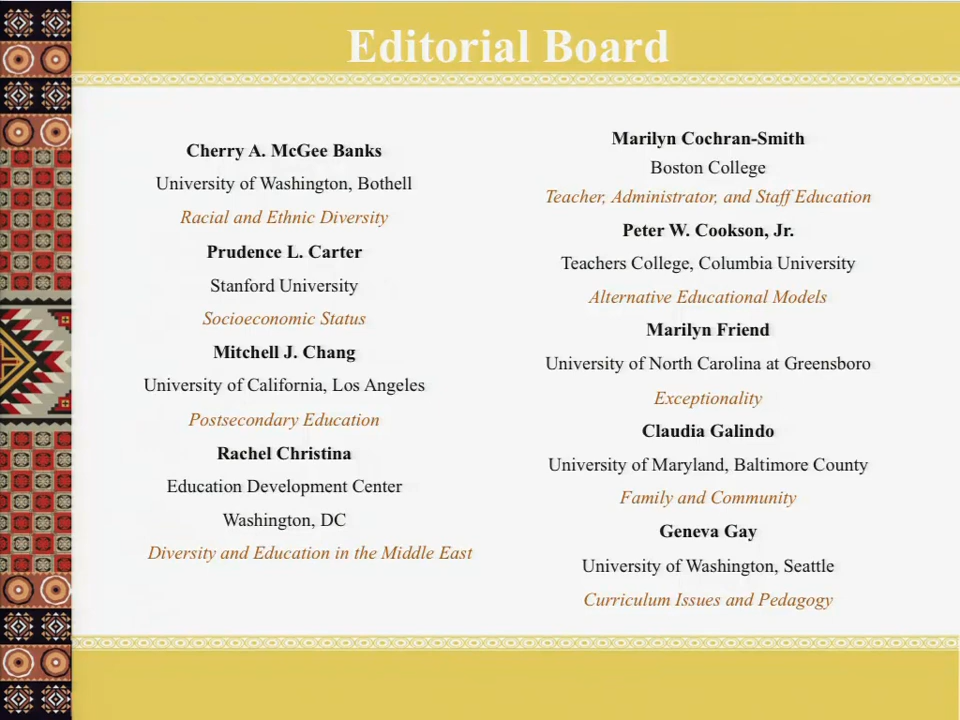 Editorial Board
Cherry A. McGee Banks
University of Washington, Bothell
Racial and Ethnic Diversity
Prudence L. Carter
Stanford University
Socioeconomic Status
Mitchell J. Chang
University of California, Los Angeles
Postsecondary Education
Rachel Christina
Education Development Center
Washington, DC
Diversity and Education in the Middle East
Marilyn Cochran-Smith
Boston College
Teacher, Administrator, and Staff Education
Peter W. Cookson, Jr.
Teachers College, Columbia University
Alternative Educational Models
Marilyn Friend
University of North Carolina at Greensboro
Exceptionality
Claudia Galindo
University of Maryland, Baltimore County
Family and Community
Geneva Gay
University of Washington, Seattle
Curriculum Issues and Pedagogy